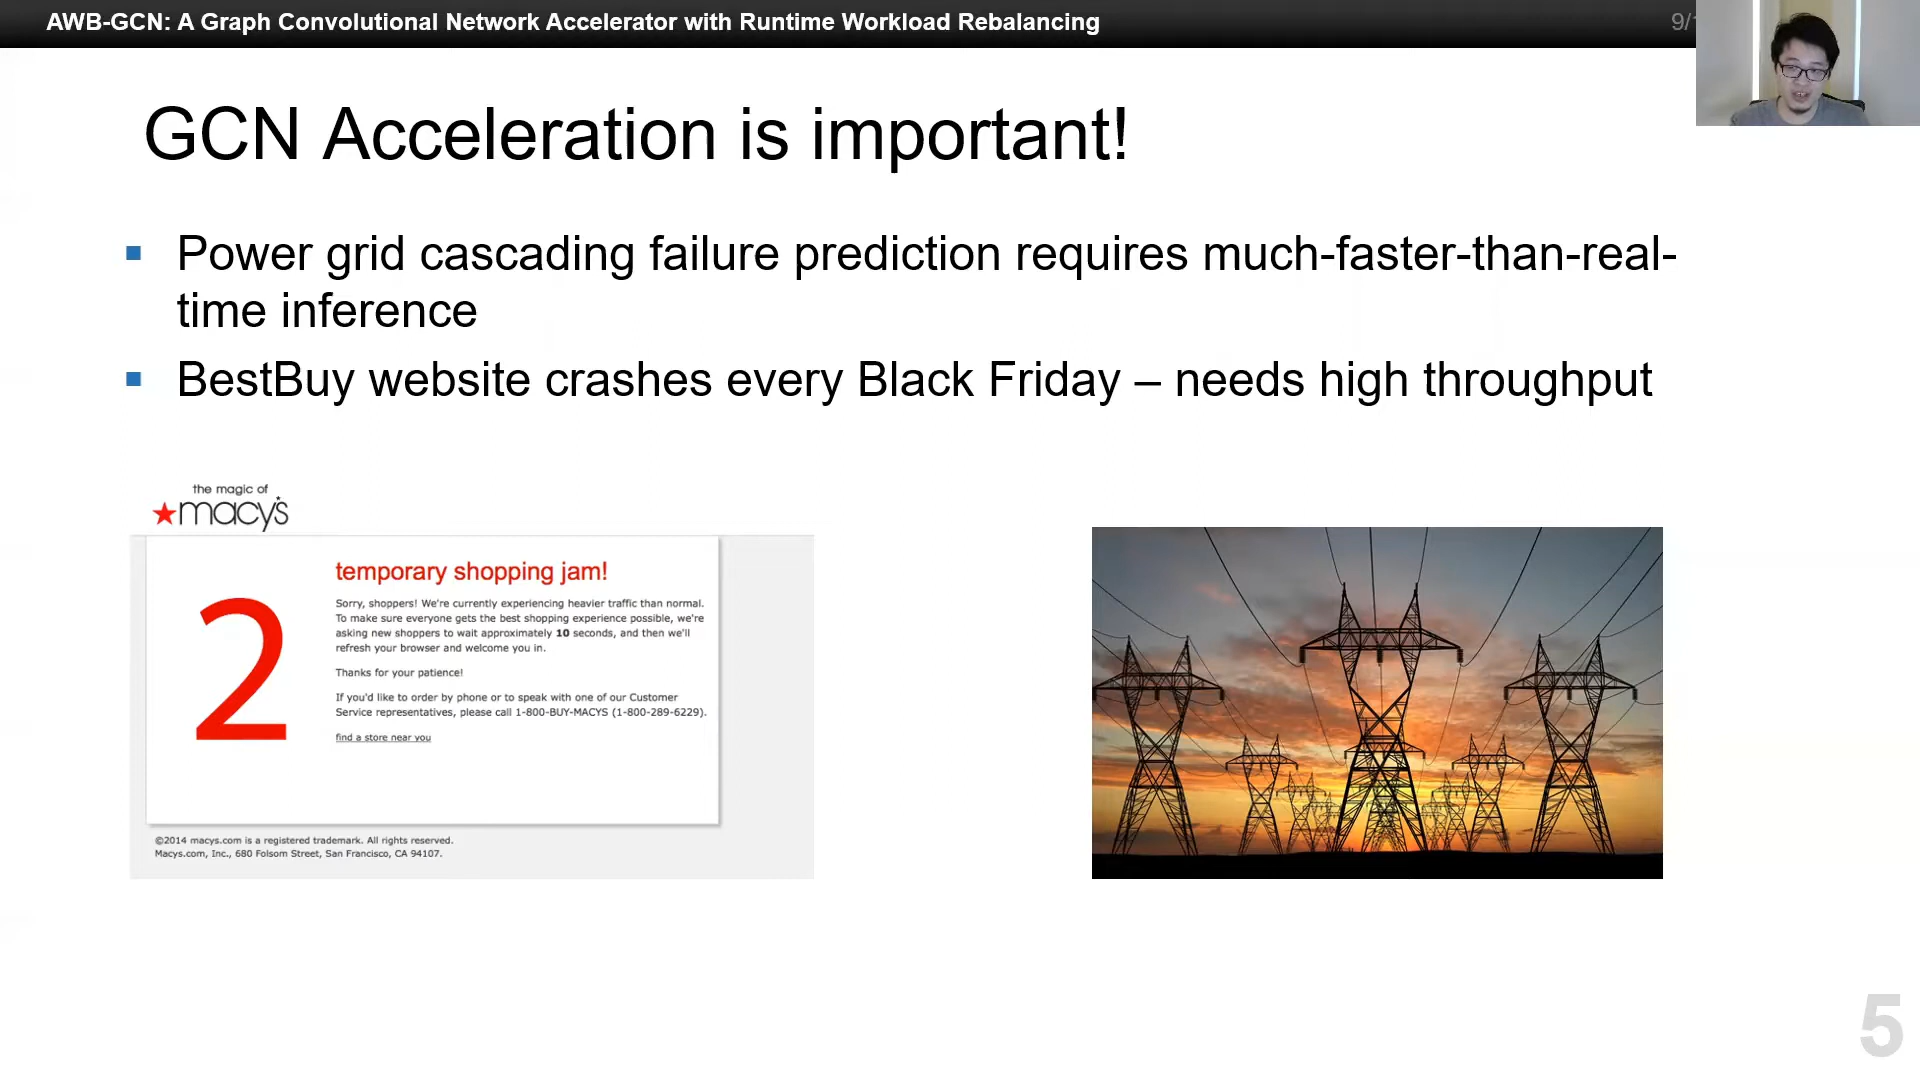 AWB-GCN: A Graph Convolutional Network Accelerator with Runtime Workload Rebalancing
9/
GCN Acceleration is important!
Power grid cascading failure prediction requires much-faster-than-real-
time inference
BestBuy website crashes every Black Friday – needs high throughput
the magic of
macy's
2
temporary shopping jam!
Sorry, shoppers! We're currently experiencing heavier traffic than normal.
To make sure everyone gets the best shopping experience possible, we're
asking new shoppers to wait approximately 10 seconds, and then we'll
refresh your browser and welcome you in.
Thanks for your patience!
If you'd like to order by phone or to speak with one of our Customer
Service representatives, please call 1-800-BUY-MACYS (1-800-289-6229).
find a store near you
©2014 macys.com is a registered trademark. All rights reserved.
Macys.com, Inc., 680 Folsom Street, San Francisco, CA 94107.
5